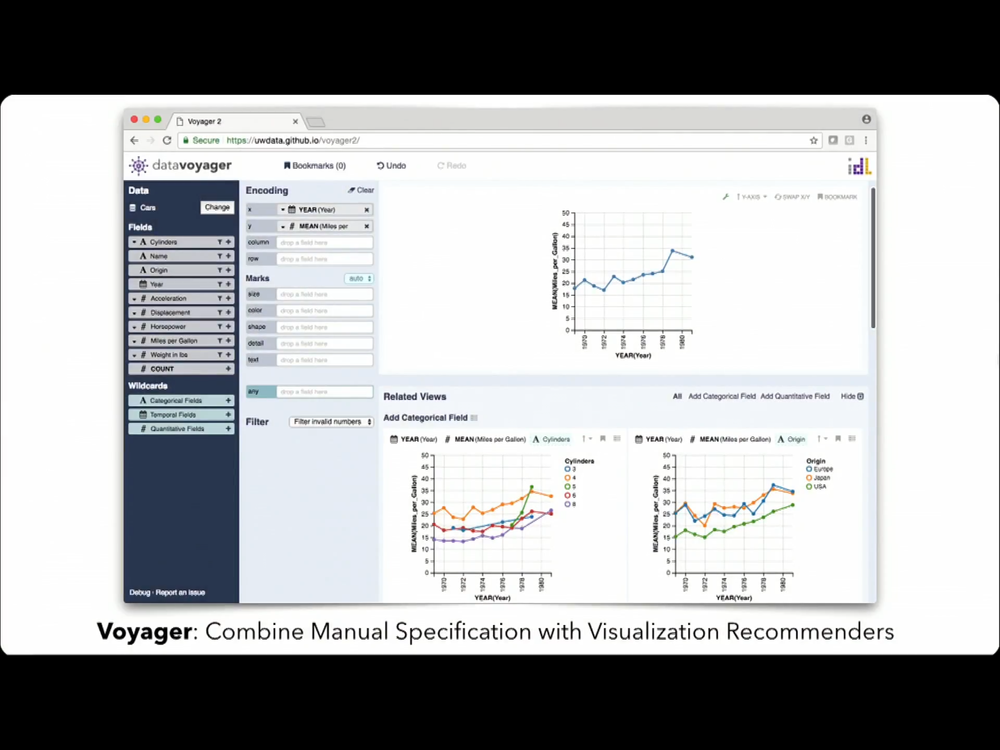 Voyager 2
Secure https://uwdata.github.io/voyager2/
datavoyager
Bookmarks (0)
Undo
Redo
idl
Data
Cars
Change
Fields
A Cylinders
A Name
A Origin
Year
# Acceleration
# Displacement
# Horsepower
# Miles per Gallon
# Weight in lbs
# COUNT
Wildcards
A Categorical Fields
Temporal Fields
# Quantitative Fields
Debug · Report an issue
Encoding
Clear
x YEAR (Year)
y # MEAN (Miles per
column drop a field here
row drop a field here
Marks auto
size drop a field here
color drop a field here
shape drop a field here
detail drop a field here
text drop a field here
any drop a field here
Filter Filter invalid numbers
Y-AXIS SWAP X/Y BOOKMARK
MEAN(Miles_per_Gallon)
50
45
40
35
30
25
20
15
10
5
0
1970 1972 1974 1976 1978 1980
YEAR(Year)
Related Views
All Add Categorical Field Add Quantitative Field Hide
Add Categorical Field
YEAR (Year) # MEAN (Miles per Gallon) A Cylinders
MEAN(Miles_per_Gallon)
50
45
40
35
30
25
20
15
10
5
0
1970 1972 1974 1976 1978 1980
YEAR(Year)
Cylinders
3
4
5
6
8
YEAR (Year) # MEAN (Miles per Gallon) A Origin
MEAN(Miles_per_Gallon)
50
45
40
35
30
25
20
15
10
5
0
1970 1972 1974 1976 1978 1980
YEAR(Year)
Origin
Europe
Japan
USA
Voyager: Combine Manual Specification with Visualization Recommenders